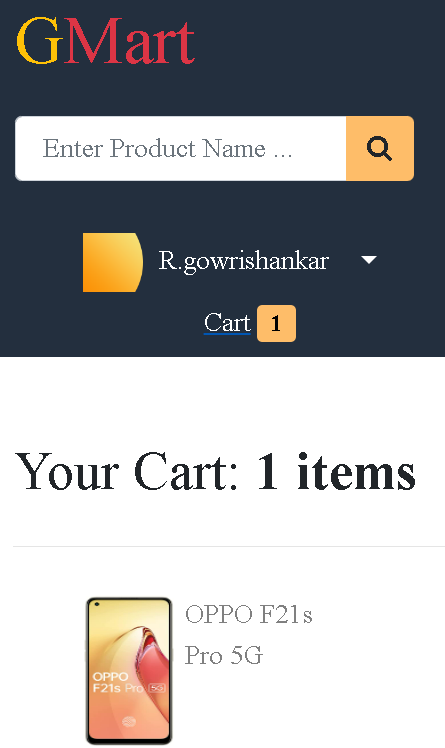 GMart
Enter Product Name ...
R.gowrishankar
Cart 1
Your Cart: 1 items
OPPO F21s
Pro 5G
OPPO
F21s Pro 5G